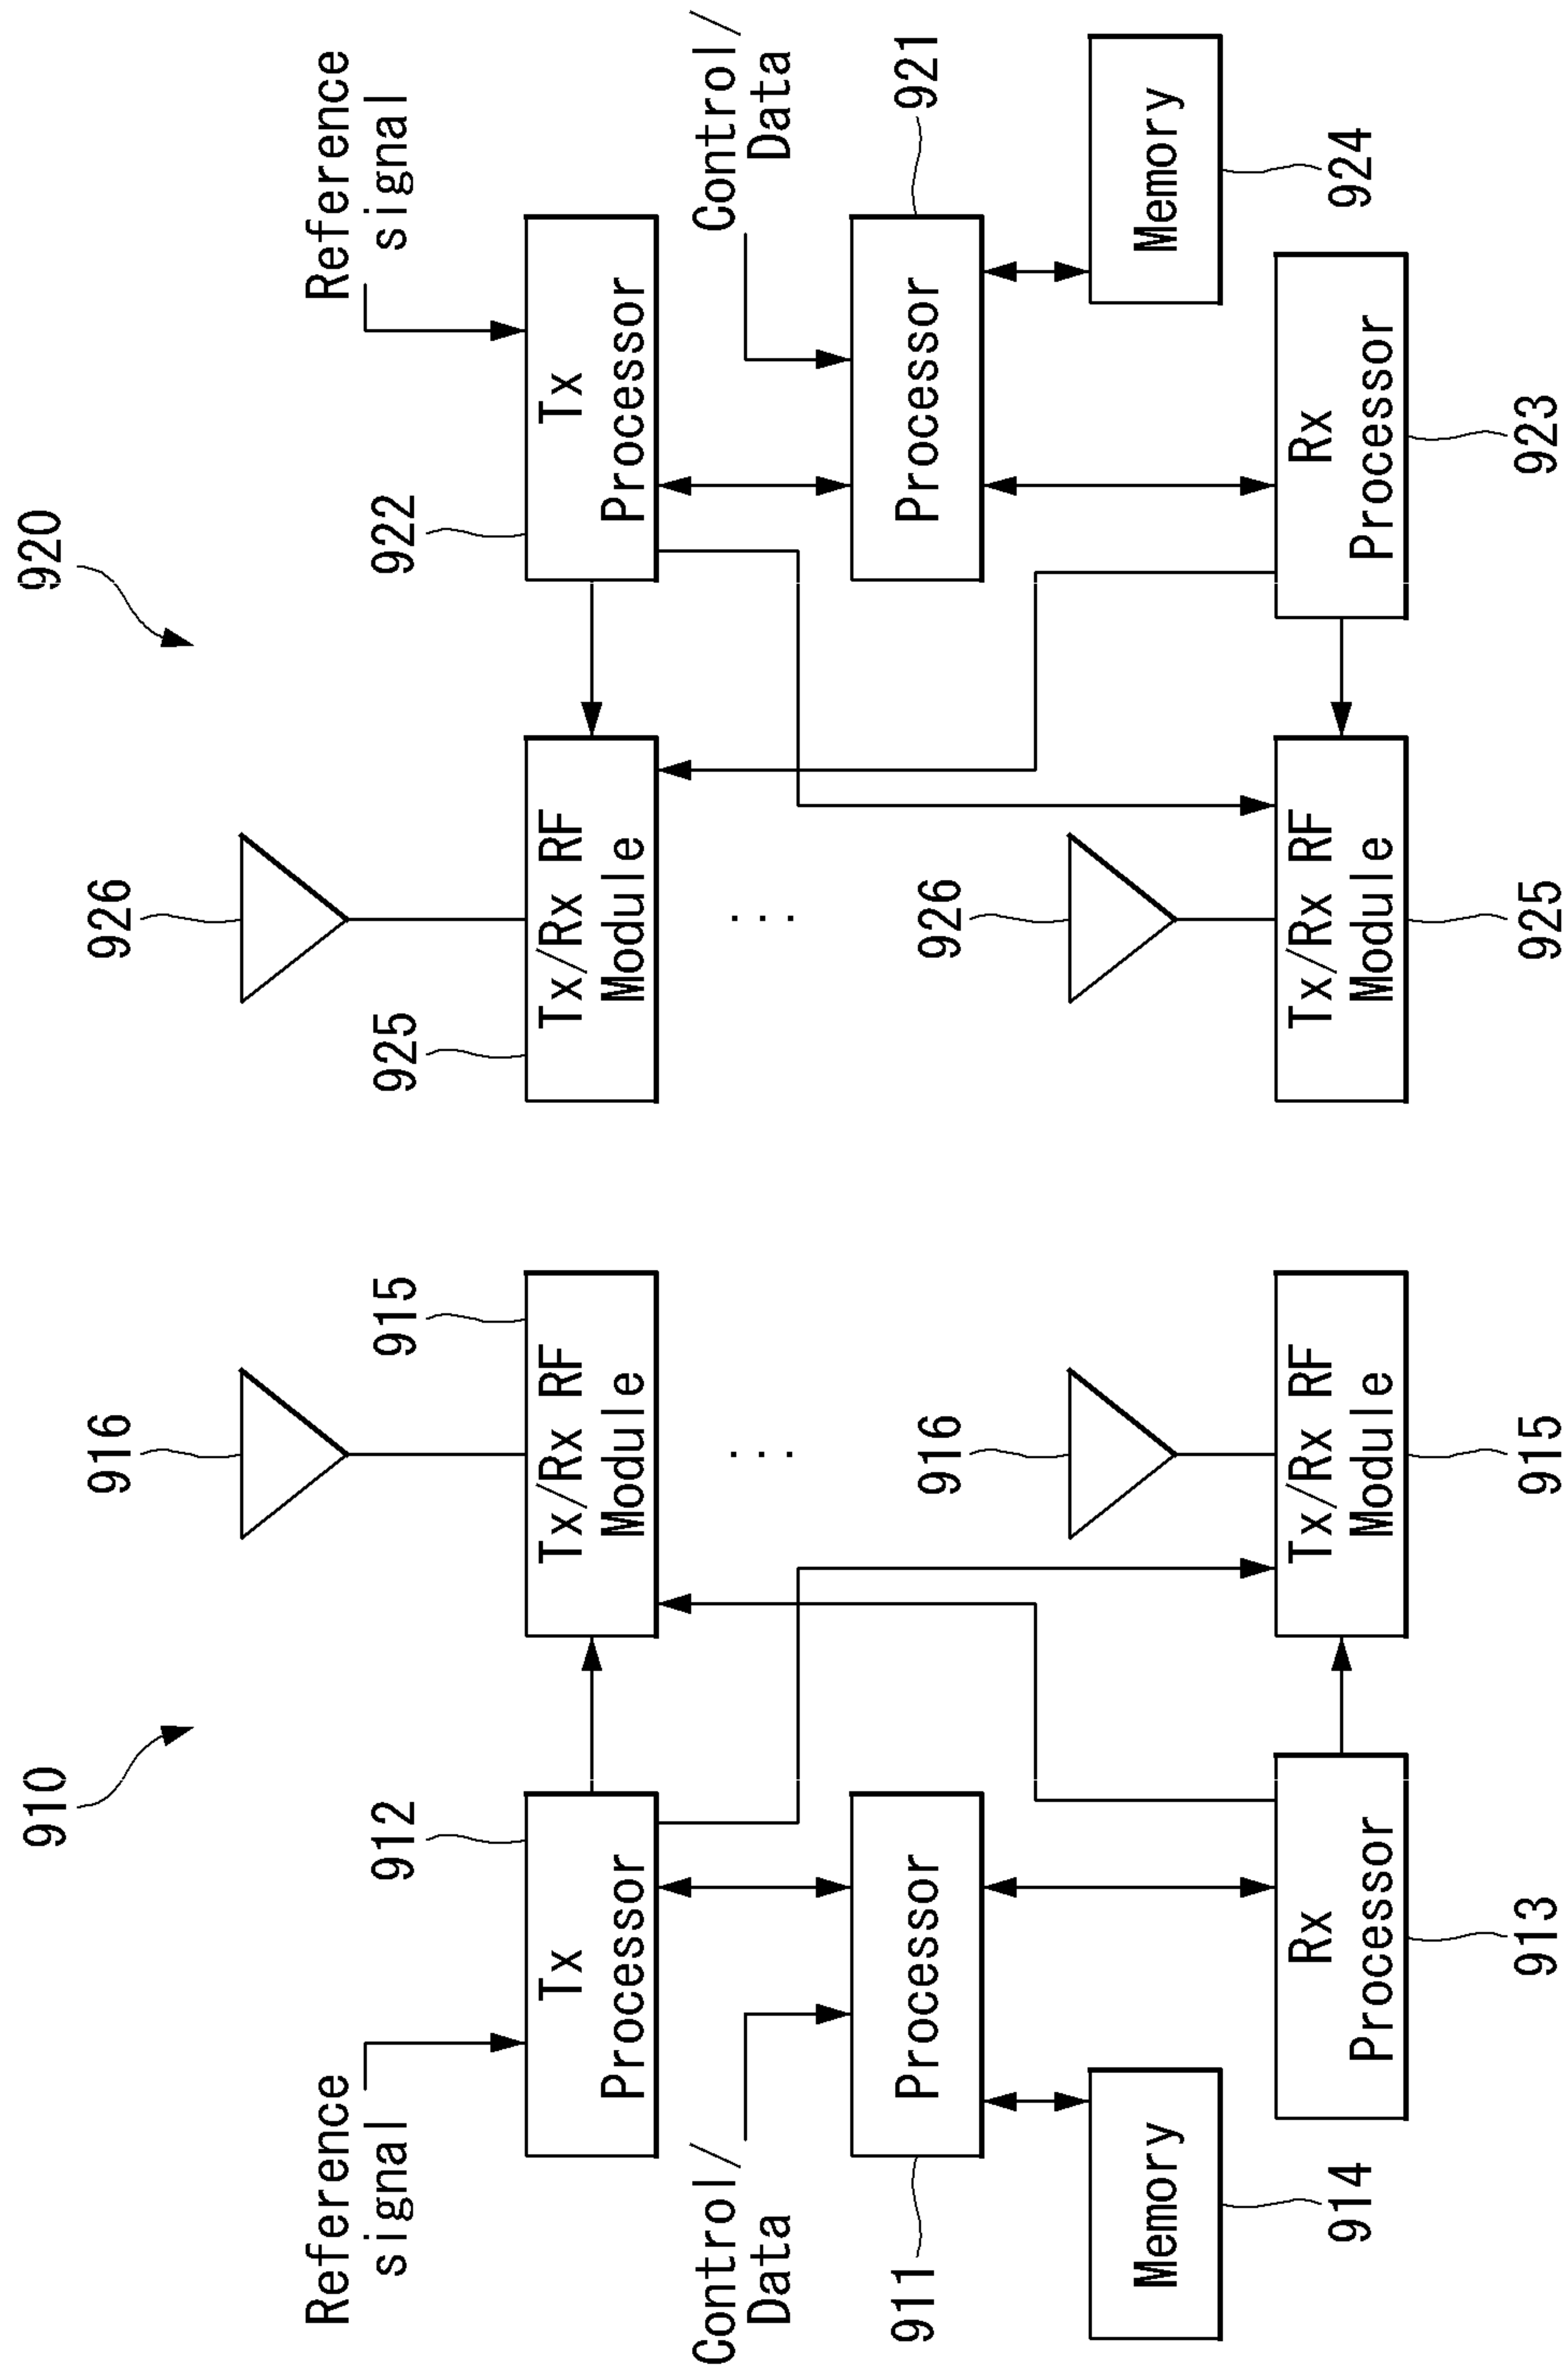 910
920
916
926
Reference
signal
912
915
925
922
Reference
signal
Tx
Processor
Tx/Rx RF
Module
Tx/Rx RF
Module
Tx
Processor
Control/
Data
...
...
Control/
Data
911
Processor
916
926
Processor
921
Memory
Memory
914
924
Rx
Processor
Tx/Rx RF
Module
Tx/Rx RF
Module
Rx
Processor
913
915
925
923